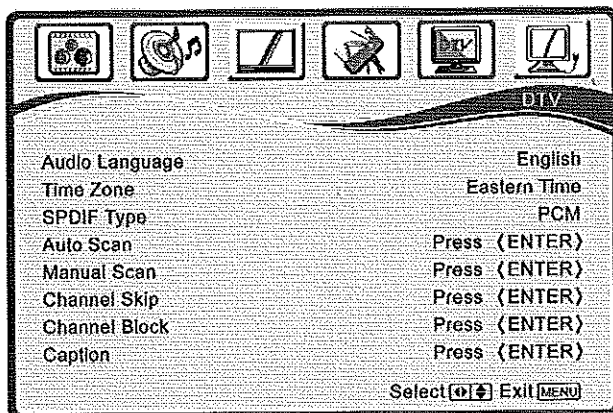 DTV
DTV
Audio Language English
Time Zone Eastern Time
SPDIF Type PCM
Auto Scan Press (ENTER)
Manual Scan Press (ENTER)
Channel Skip Press (ENTER)
Channel Block Press (ENTER)
Caption Press (ENTER)
Select Exit MENU